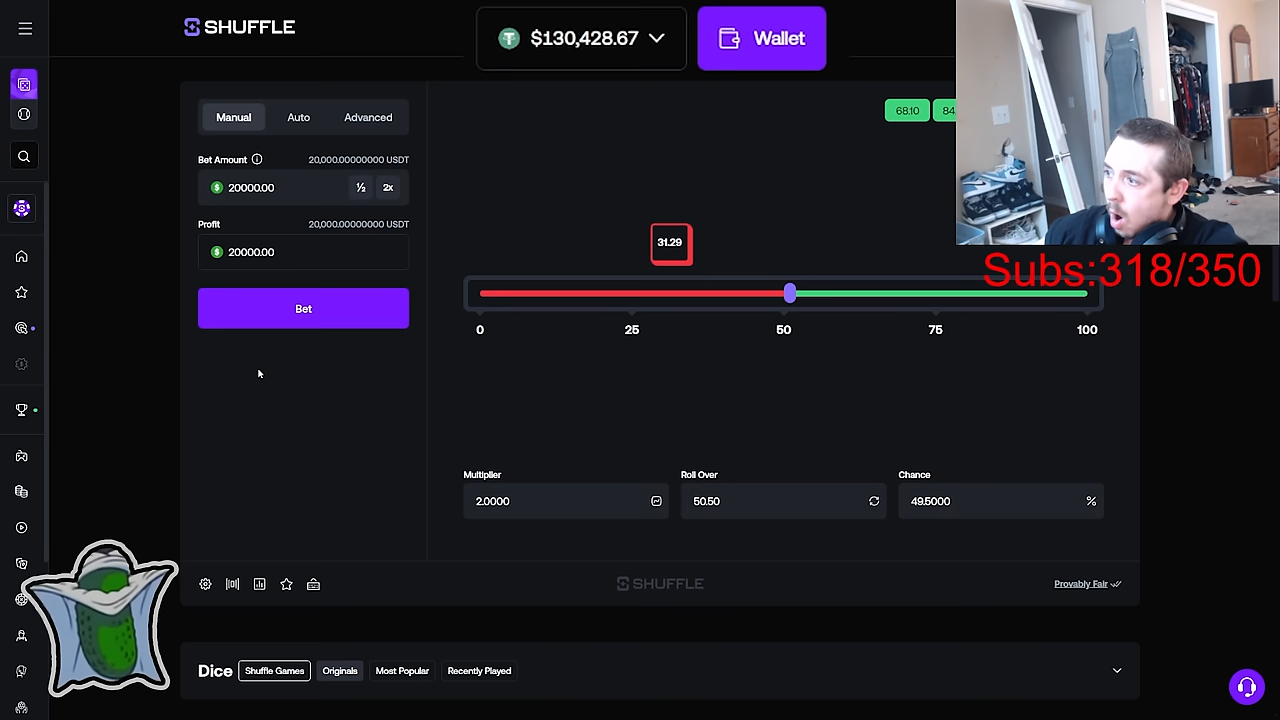 SHUFFLE
$130,428.67
Wallet
Manual
Auto
Advanced
68.10
84
Bet Amount
20,000.00000000 USDT
20000.00
½
2x
Profit
20,000.00000000 USDT
20000.00
Bet
31.29
0
25
50
75
100
Subs:318/350
Multiplier
Roll Over
Chance
2.0000
50.50
49.5000
%
SHUFFLE
Provably Fair
Dice
Shuffle Games
Originals
Most Popular
Recently Played